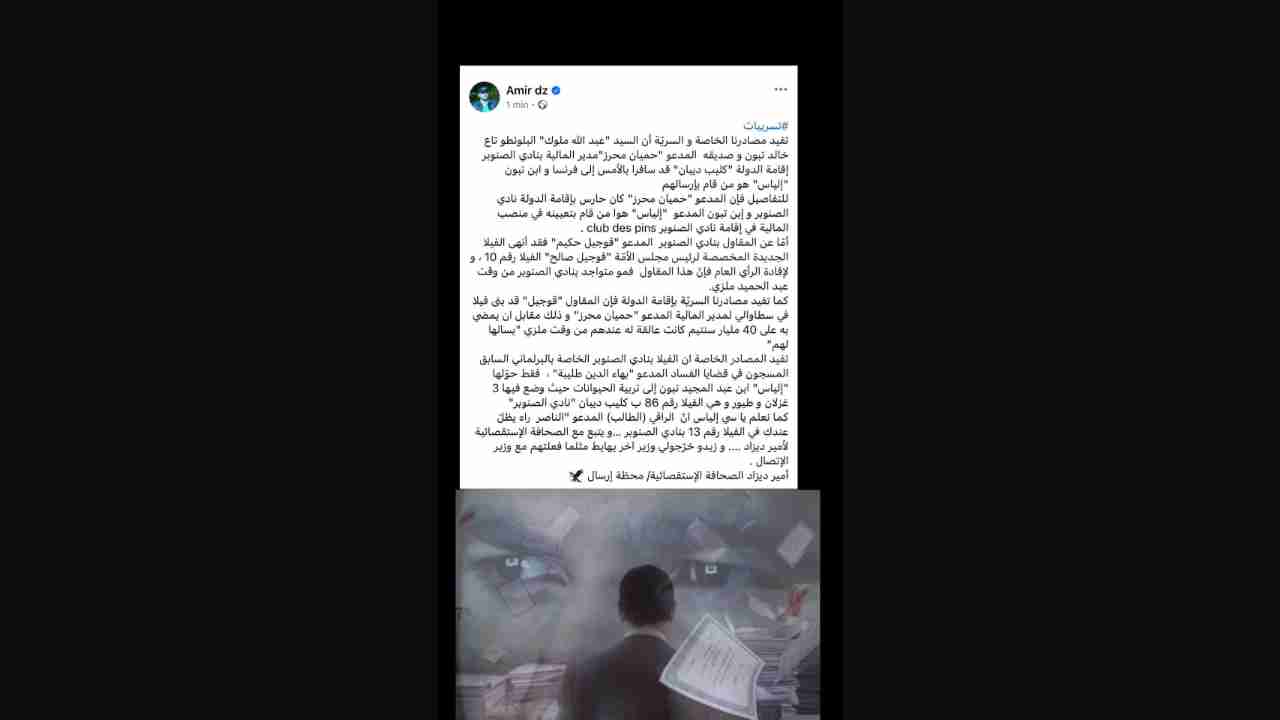 Amir dz
1 min ·
#تسريبات
تفيد مصادرنا الخاصة و السريّة أن السيد "عبد الله ملوك" البلونطو تاع
خالد تبون و صديقه المدعو "حميان محرز"مدير المالية بنادي الصنوبر
إقامة الدولة "كليب ديبان" قد سافرا بالأمس إلى فرنسا و ابن تبون
"إلياس" هو من قام بإرسالهم
للتفاصيل فإن المدعو "حميان محرز" كان حارس بإقامة الدولة نادي
الصنوبر و إبن تبون المدعو "إلياس" هوا من قام بتعيينه في منصب
المالية في إقامة نادي الصنوبر club des pins .
أمّا عن المقاول بنادي الصنوبر المدعو "قوجيل حكيم" فقد أنهى الفيلا
الجديدة المخصصة لرئيس مجلس الأمّة "قوجيل صالح" الفيلا رقم 10 ، و
لإفادة الرأي العام فإنّ هذا المقاول فمو متواجد بنادي الصنوبر من وقت
عبد الحميد ملزي.
كما تفيد مصادرنا السريّة بإقامة الدولة فإن المقاول "قوجيل" قد بنى فيلا
في سطاوالي لمدير المالية المدعو "حميان محرز" و ذلك مقابل ان يمضي
به على 40 مليار سنتيم كانت عالقة له عندهم من وقت ملزي "يسالها
لهم"
تفيد المصادر الخاصة ان الفيلا بنادي الصنوبر الخاصة بالبرلماني السابق
المسجون في قضايا الفساد المدعو "بهاء الدين طليبة" ، فقط حوّلها
"إلياس" ابن عبد المجيد تبون إلى تربية الحيوانات حيث وضع فيها 3
غزلان و طيور و هي الفيلا رقم 86 ب كليب ديبان "نادي الصنوبر"
كما نعلم يا سي إلياس انّ الراقي (الطالب) المدعو "الناصر راه يظلّ
عندك في الفيلا رقم 13 بنادي الصنوبر ...و يتبع مع الصحافة الإستقصائية
لأمير ديزاد .... و زيدو خرّجولي وزير آخر يهايط مثلما فعلتهم مع وزير
الإتصال .
أمير ديزاد الصحافة الإستقصائية/ محطة إرسال